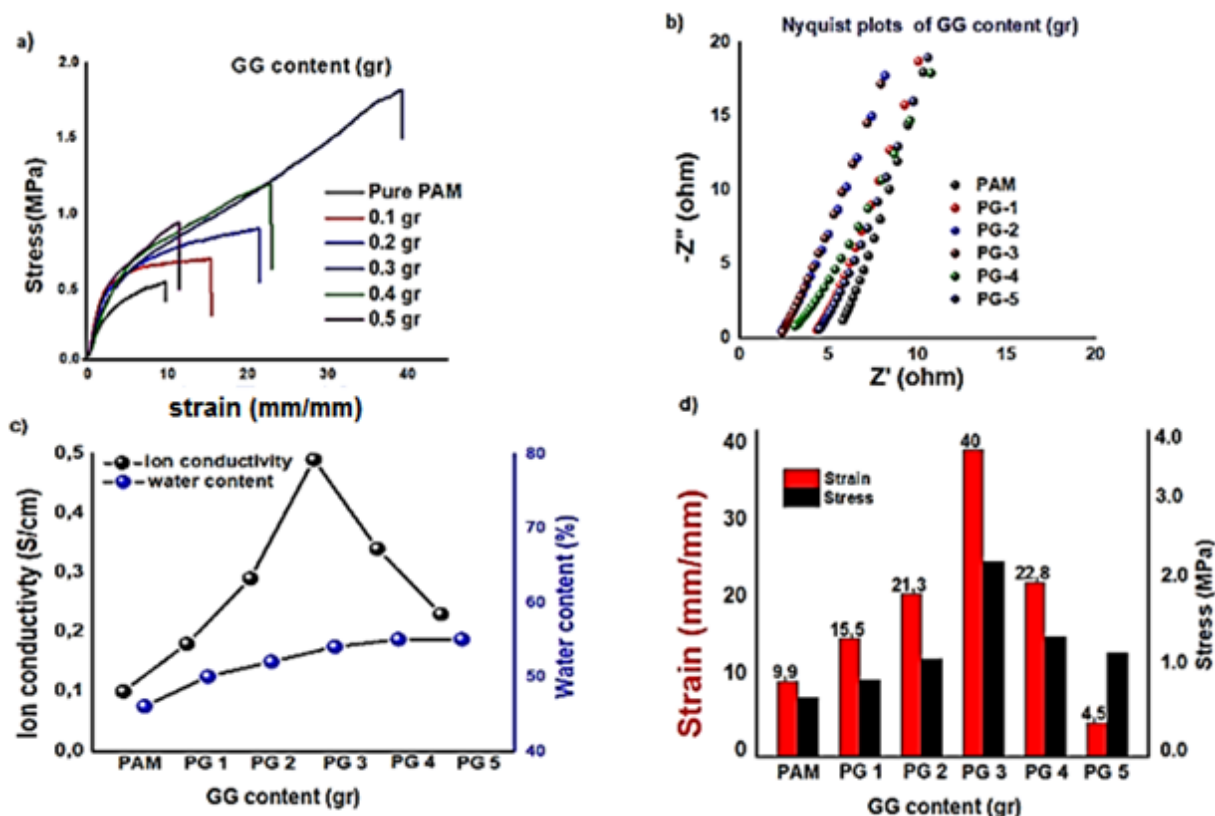 a)
GG content (gr)
2.0
1.5
1.0
0.5
0.0
Stress(MPa)
Pure PAM
0.1 gr
0.2 gr
0.3 gr
0.4 gr
0.5 gr
0 10 20 30 40
strain (mm/mm)
b)
Nyquist plots of GG content (gr)
20
15
10
5
0
-Z" (ohm)
PAM
PG-1
PG-2
PG-3
PG-4
PG-5
0 5 10 15 20
Z' (ohm)
c)
0,5
0,4
0,3
0,2
0,1
0,0
Ion conductivty (S/cm)
Ion conductivity
water content
80
70
60
50
40
Water content (%)
PAM PG 1 PG 2 PG 3 PG 4 PG 5
GG content (gr)
d)
40
30
20
10
0
Strain (mm/mm)
Strain
Stress
9,9
15,5
21,3
40
22,8
4,5
4.0
3.0
2.0
1.0
0.0
Stress (MPa)
PAM PG 1 PG 2 PG 3 PG 4 PG 5
GG content (gr)